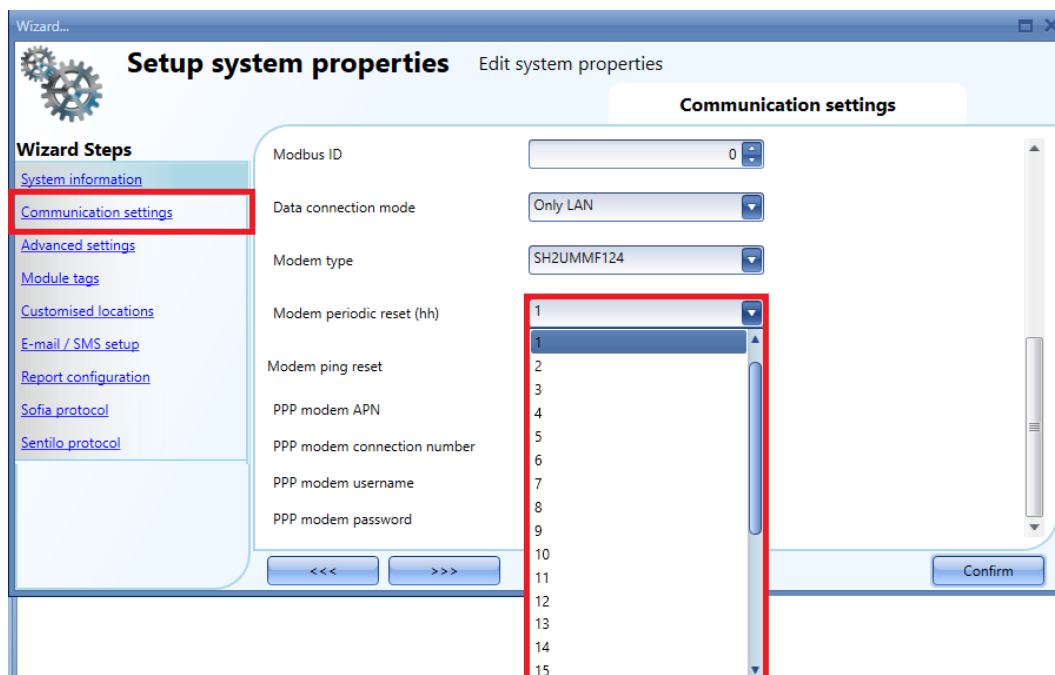 Wizard...
Setup system properties Edit system properties
Communication settings
Wizard Steps
System information
Communication settings
Advanced settings
Module tags
Customised locations
E-mail / SMS setup
Report configuration
Sofia protocol
Sentilo protocol
Modbus ID 0
Data connection mode Only LAN
Modem type SH2UMMF124
Modem periodic reset (hh) 1
Modem ping reset
PPP modem APN
PPP modem connection number
PPP modem username
PPP modem password
1
2
3
4
5
6
7
8
9
10
11
12
13
14
15
<<< >>> Confirm